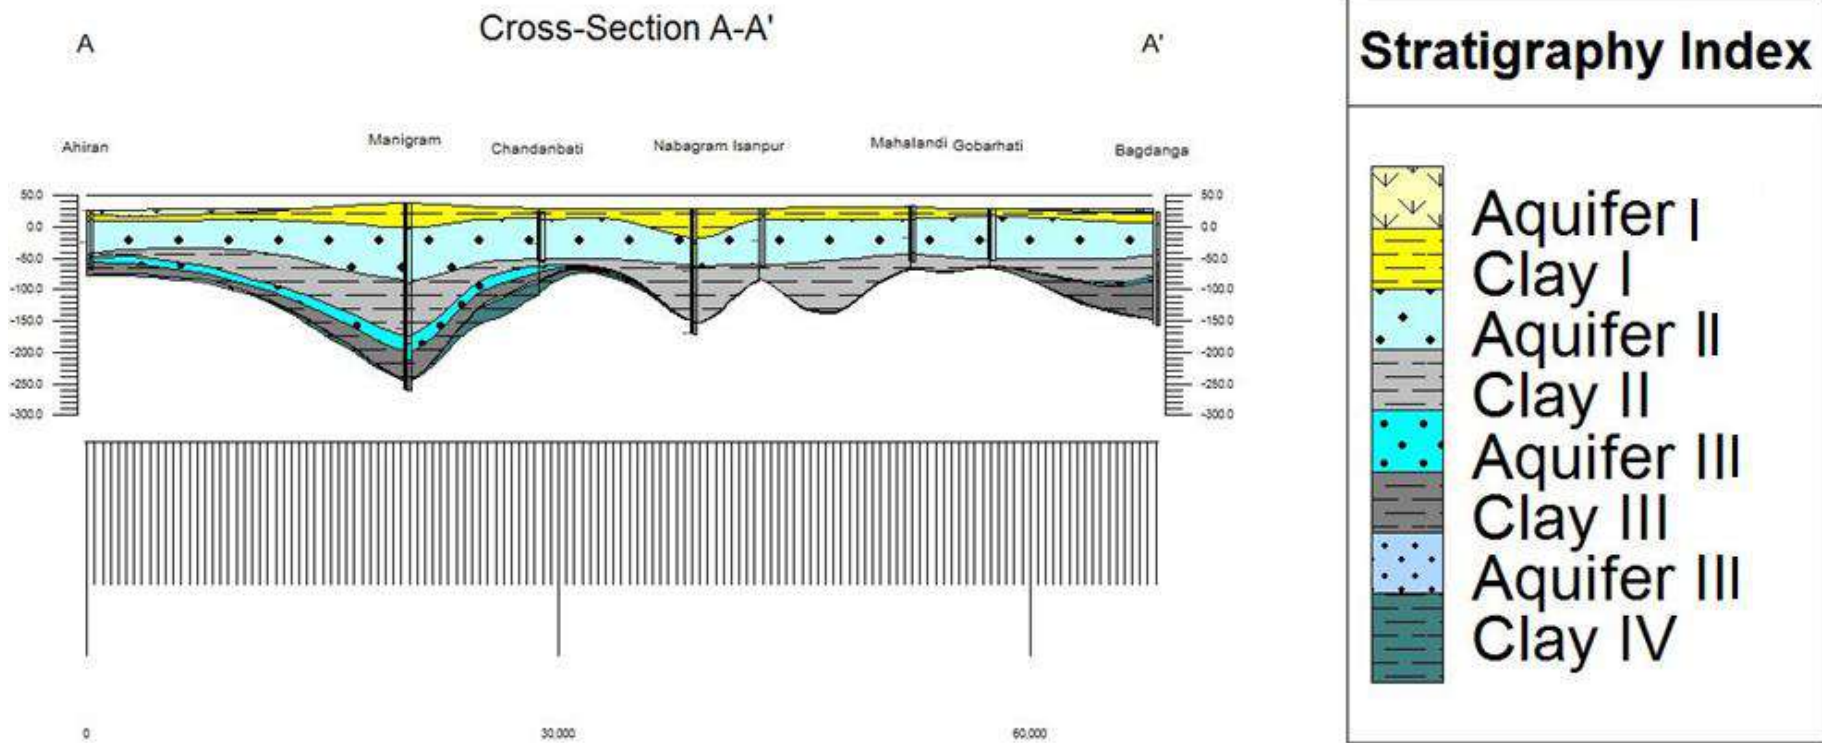 Cross-Section A-A'
A
A'
Ahiran
Manigram
Chandanbati
Nabagram Isanpur
Mahalandi Gobarhati
Bagdanga
50.0
0.0
-50.0
-100.0
-150.0
-200.0
-250.0
-300.0
50.0
0.0
-50.0
-100.0
-150.0
-200.0
-250.0
-300.0
0
30,000
60,000
Stratigraphy Index
Aquifer I
Clay I
Aquifer II
Clay II
Aquifer III
Clay III
Aquifer III
Clay IV